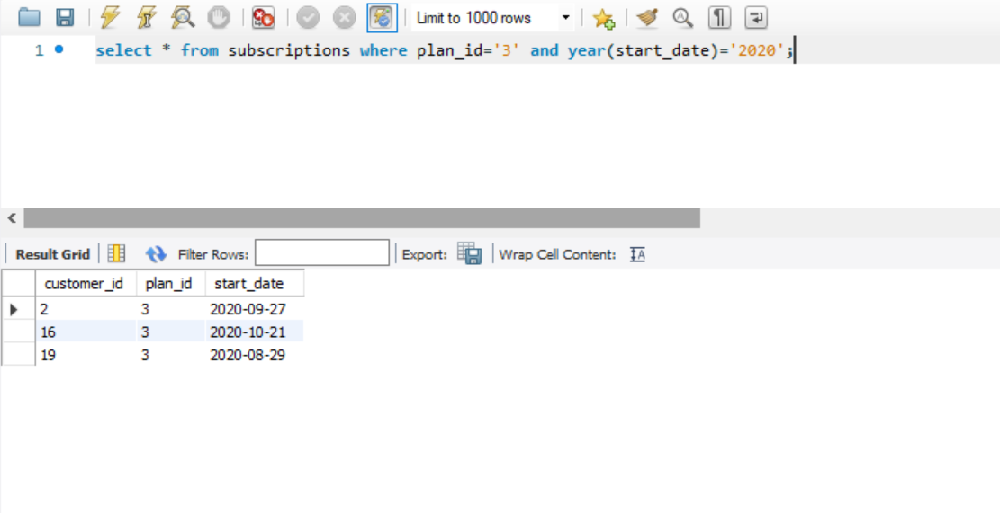 Limit to 1000 rows
1 select * from subscriptions where plan_id='3' and year(start_date)='2020';
Result Grid Filter Rows: Export: Wrap Cell Content:
customer_id plan_id start_date
2 3 2020-09-27
16 3 2020-10-21
19 3 2020-08-29